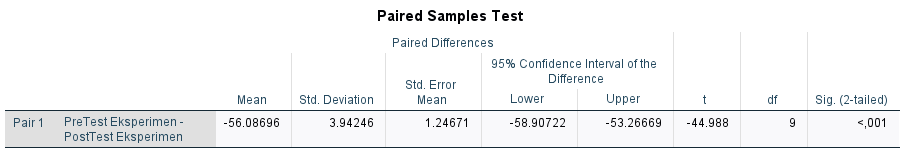 Paired Samples Test
Paired Differences
95% Confidence Interval of the
Difference
Std. Error
Mean
Mean Std. Deviation Lower Upper t df Sig. (2-tailed)
Pair 1 PreTest Eksperimen -
PostTest Eksperimen
-56.08696 3.94246 1.24671 -58.90722 -53.26669 -44.988 9 <,001